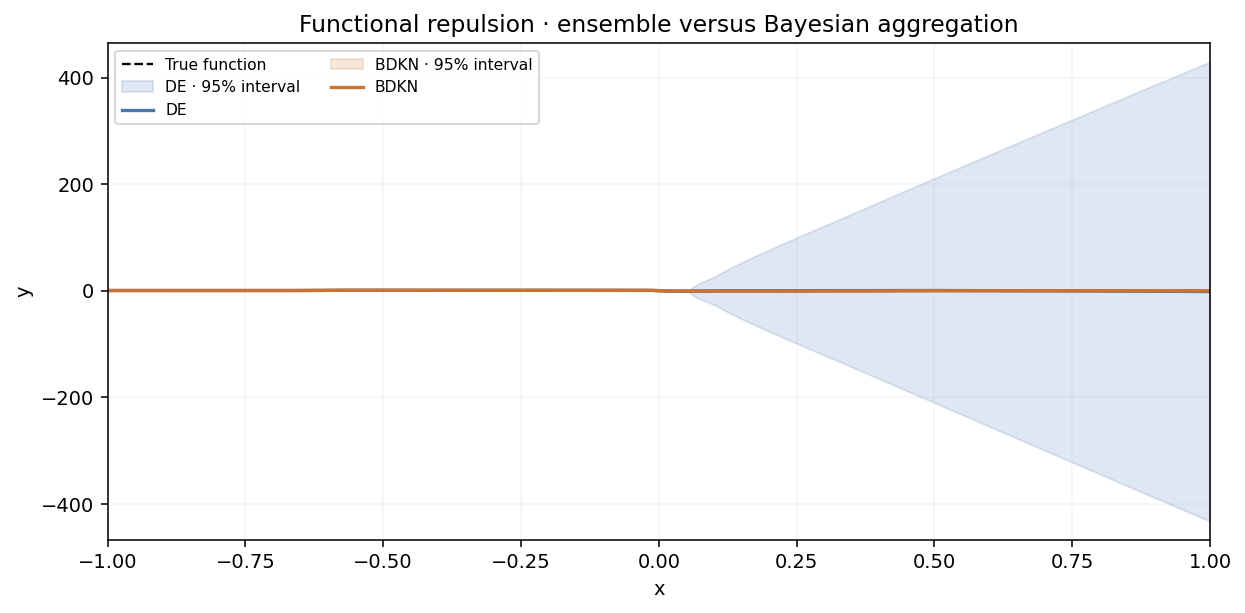 Functional repulsion · ensemble versus Bayesian aggregation
True function
DE · 95% interval
DE
BDKN · 95% interval
BDKN
400
200
0
−200
−400
y
−1.00 −0.75 −0.50 −0.25 0.00 0.25 0.50 0.75 1.00
x